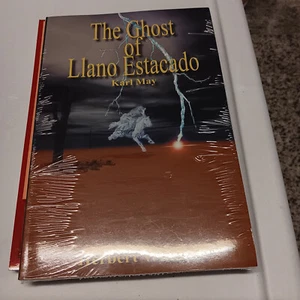 The Ghost
of
Llano Estacado
Karl May